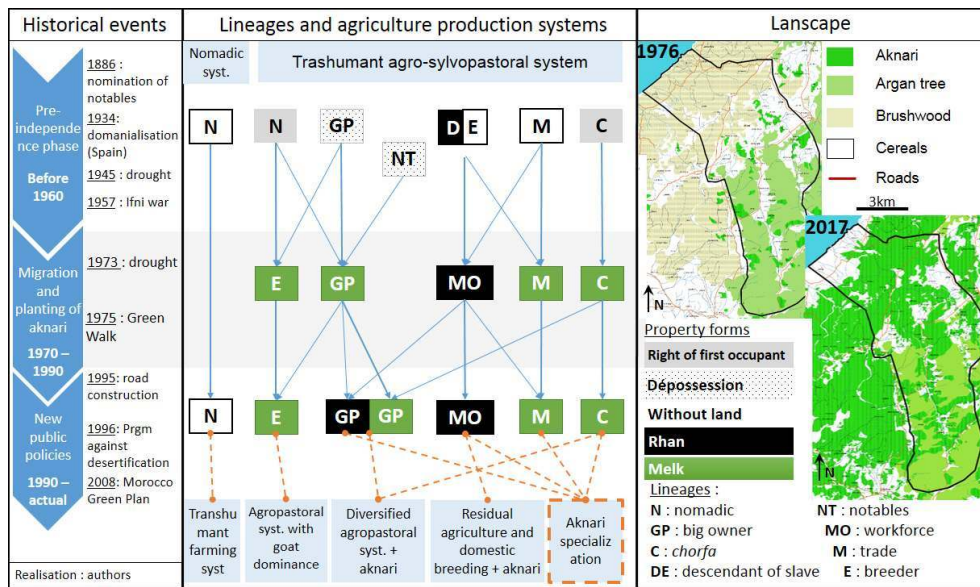 Historical events
1886 :
nomination of
notables
1934:
domanialisation
(Spain)
1945 : drought
1957 : Ifni war
1973 : drought
1975 : Green
Walk
1995: road
construction
1996: Prgm
against
desertification
2008: Morocco
Green Plan
Pre-
independe
nce phase
Before
1960
Migration
and
planting of
aknari
1970 –
1990
New
public
policies
1990 –
actual
Realisation : authors
Lineages and agriculture production systems
Nomadic
syst.
Trashumant agro-sylvopastoral system
N N GP NT D E M C
E GP MO M C
N E GP GP MO M C
Transhu
mant
farming
syst
Agropastoral
syst. with
goat
dominance
Diversified
agropastoral
syst. +
aknari
Residual
agriculture and
domestic
breeding + aknari
Aknari
specializ
ation
Lanscape
1976
Aknari
Argan tree
Brushwood
Cereals
Roads
3km
2017
N
N
Property forms
Right of first occupant
Dépossession
Without land
Rhan
Melk
Lineages :
N : nomadic NT : notables
GP : big owner MO : workforce
C : chorfa M : trade
DE : descendant of slave E : breeder